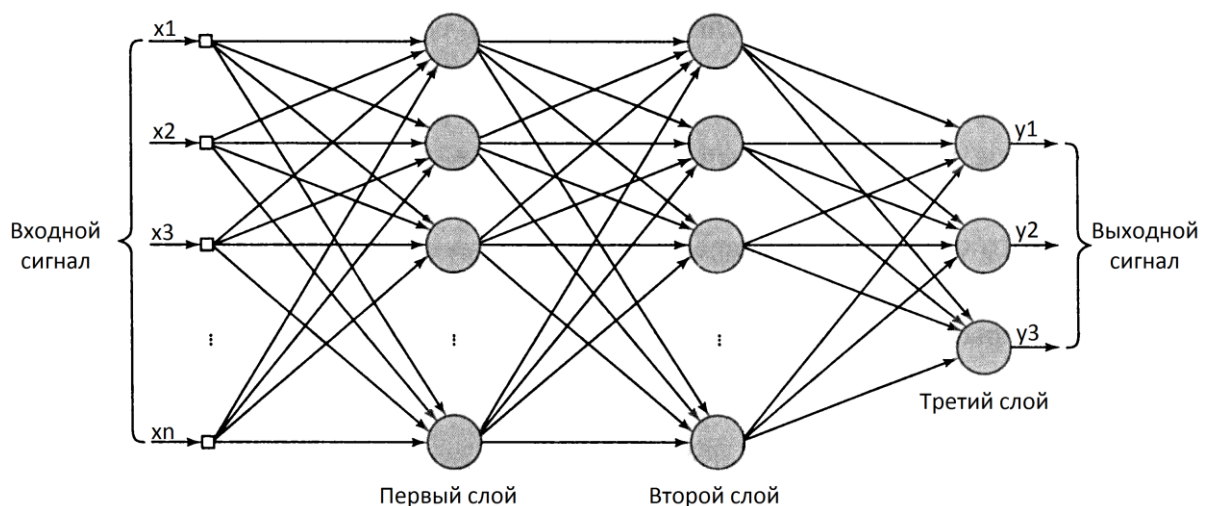 x1
x2
x3
xn
Входной
сигнал
...
...
...
y1
y2
y3
Выходной
сигнал
Третий слой
Первый слой
Второй слой